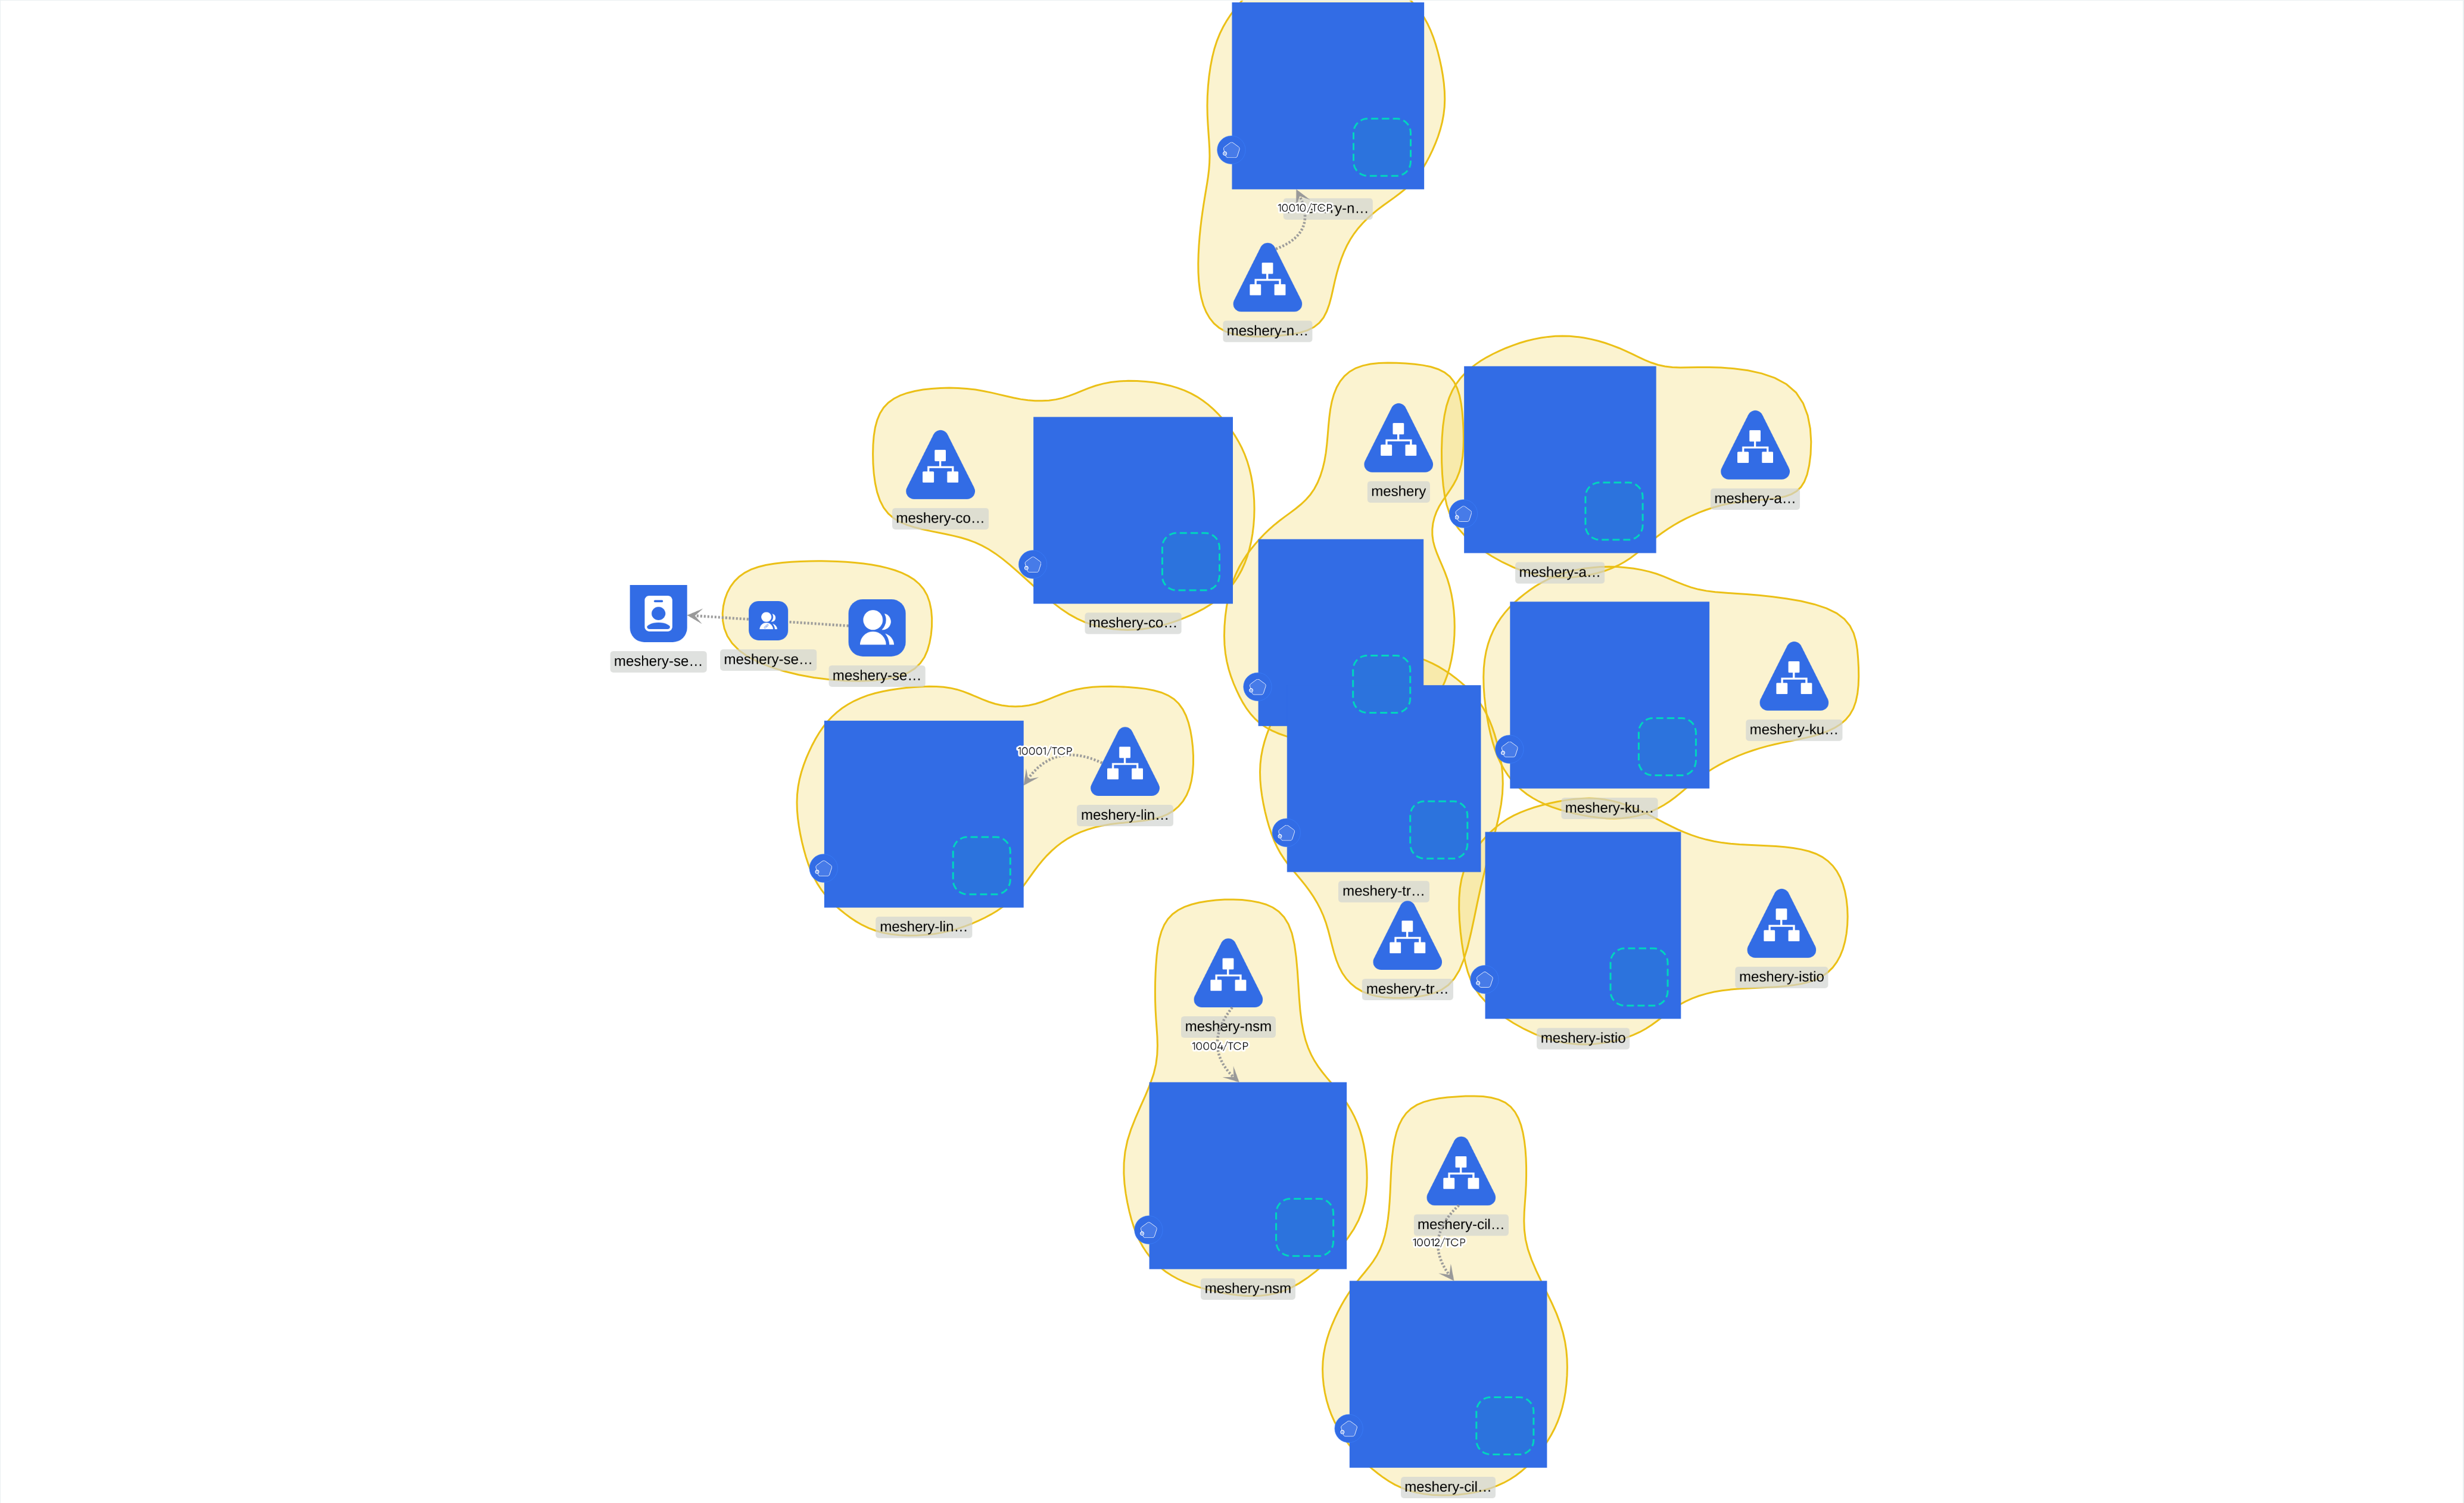 10010/TCP
y-n…
meshery-n…
meshery
meshery-a…
meshery-co…
meshery-a…
meshery-co…
meshery-se…
meshery-se…
meshery-se…
meshery-ku…
10001/TCP
meshery-lin…
meshery-ku…
meshery-tr…
meshery-lin…
meshery-tr…
meshery-istio
meshery-nsm
meshery-istio
10004/TCP
meshery-cil…
10012/TCP
meshery-nsm
meshery-cil…